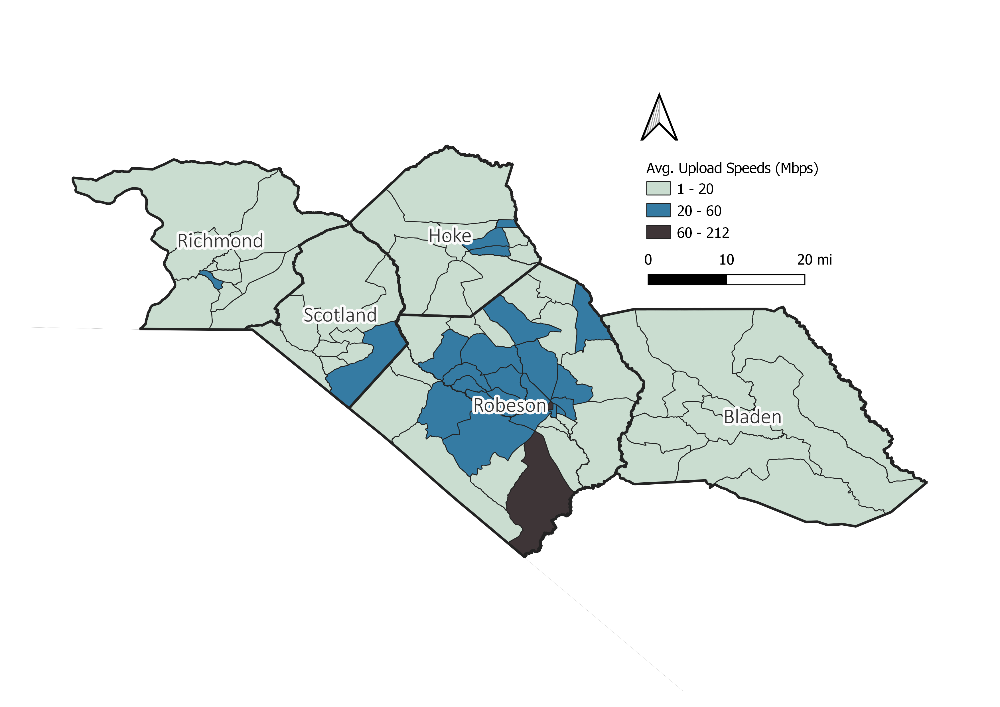 Avg. Upload Speeds (Mbps)
1 - 20
20 - 60
60 - 212
0 10 20 mi
Richmond
Hoke
Scotland
Robeson
Bladen